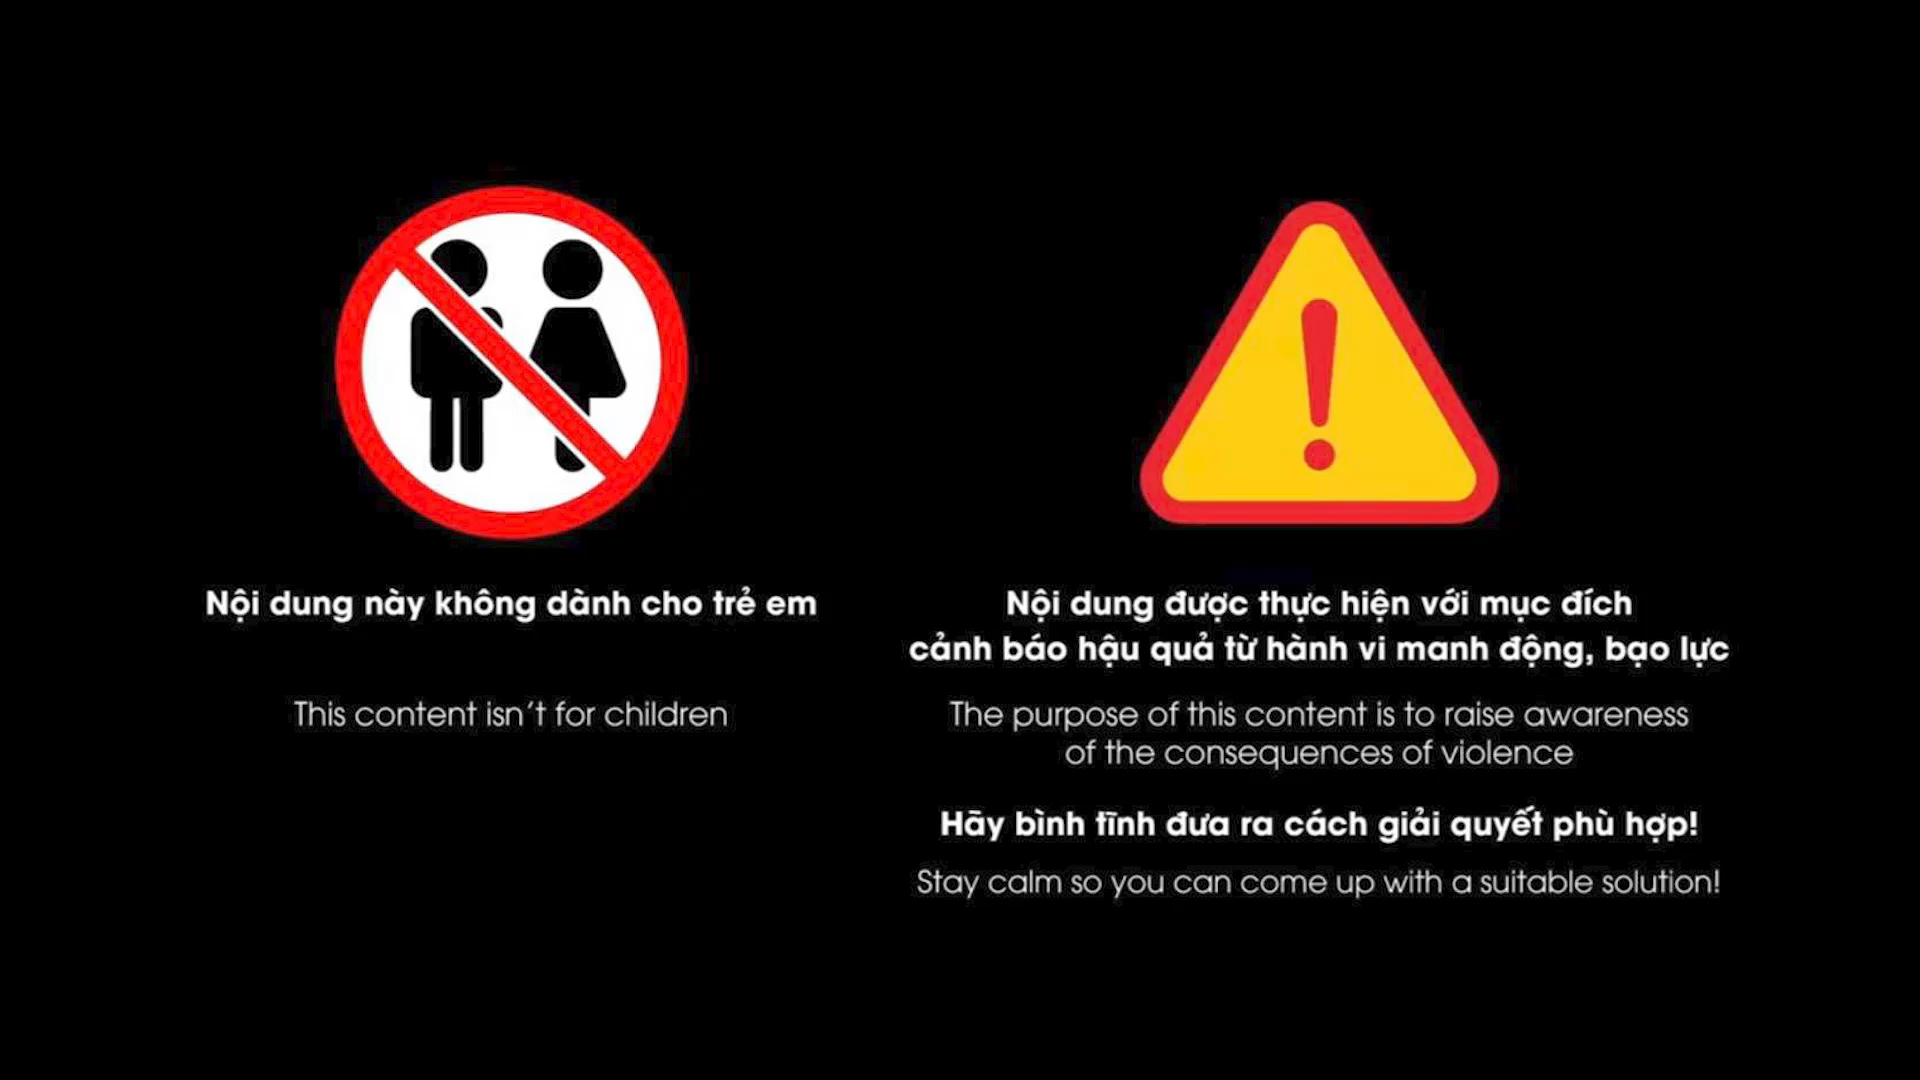 Nội dung này không dành cho trẻ em
This content isn't for children
Nội dung được thực hiện với mục đích
cảnh báo hậu quả từ hành vi manh động, bạo lực
The purpose of this content is to raise awareness
of the consequences of violence
Hãy bình tĩnh đưa ra cách giải quyết phù hợp!
Stay calm so you can come up with a suitable solution!